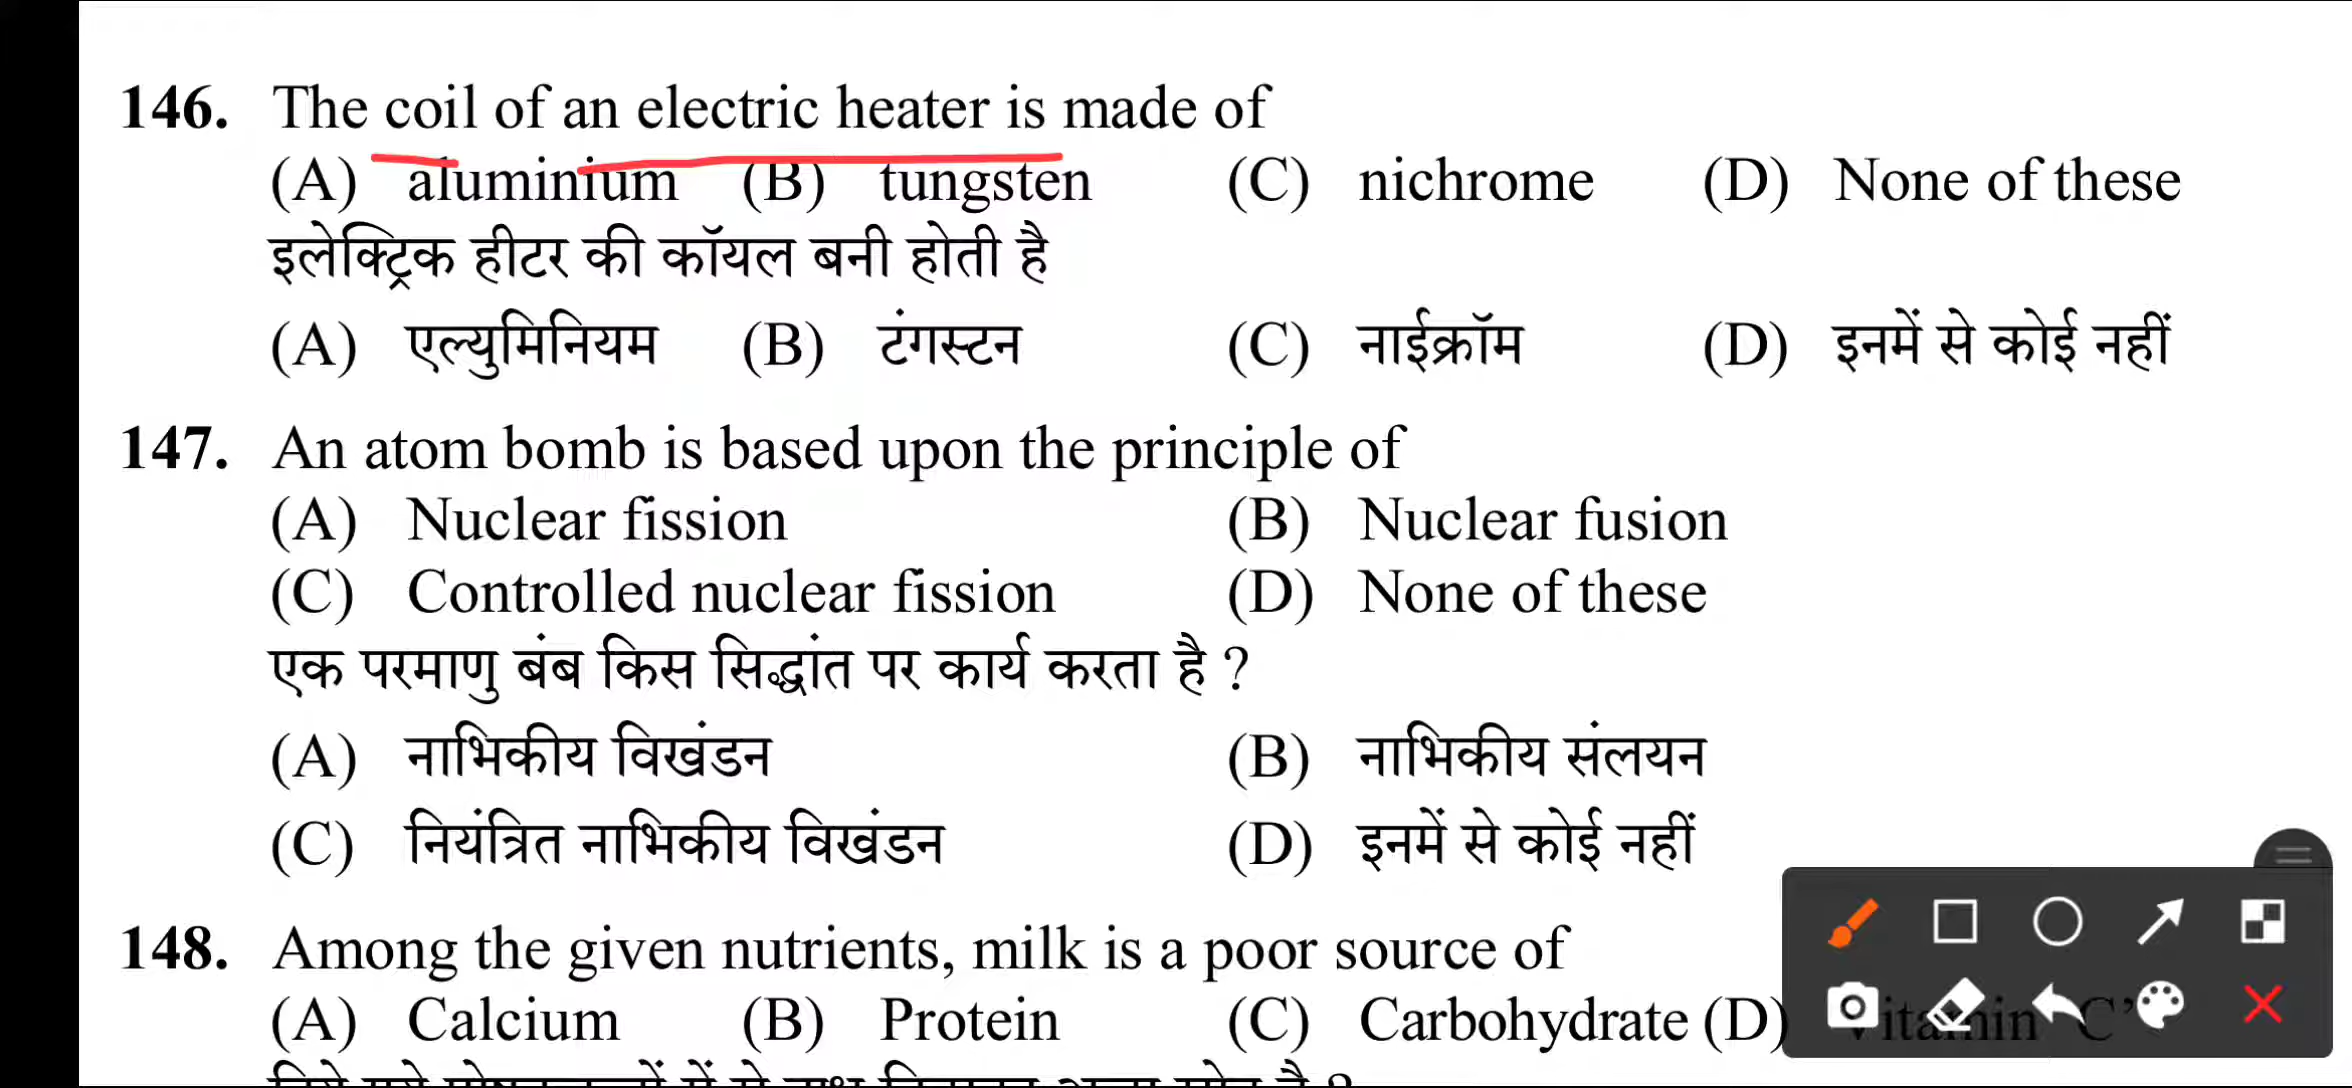 146. The coil of an electric heater is made of
(A) aluminium (B) tungsten (C) nichrome (D) None of these
इलेक्ट्रिक हीटर की कॉयल बनी होती है
(A) एल्युमिनियम (B) टंगस्टन (C) नाईक्रॉम (D) इनमें से कोई नहीं
147. An atom bomb is based upon the principle of
(A) Nuclear fission (B) Nuclear fusion
(C) Controlled nuclear fission (D) None of these
एक परमाणु बंब किस सिद्धांत पर कार्य करता है ?
(A) नाभिकीय विखंडन (B) नाभिकीय संलयन
(C) नियंत्रित नाभिकीय विखंडन (D) इनमें से कोई नहीं
148. Among the given nutrients, milk is a poor source of
(A) Calcium (B) Protein (C) Carbohydrate (D)